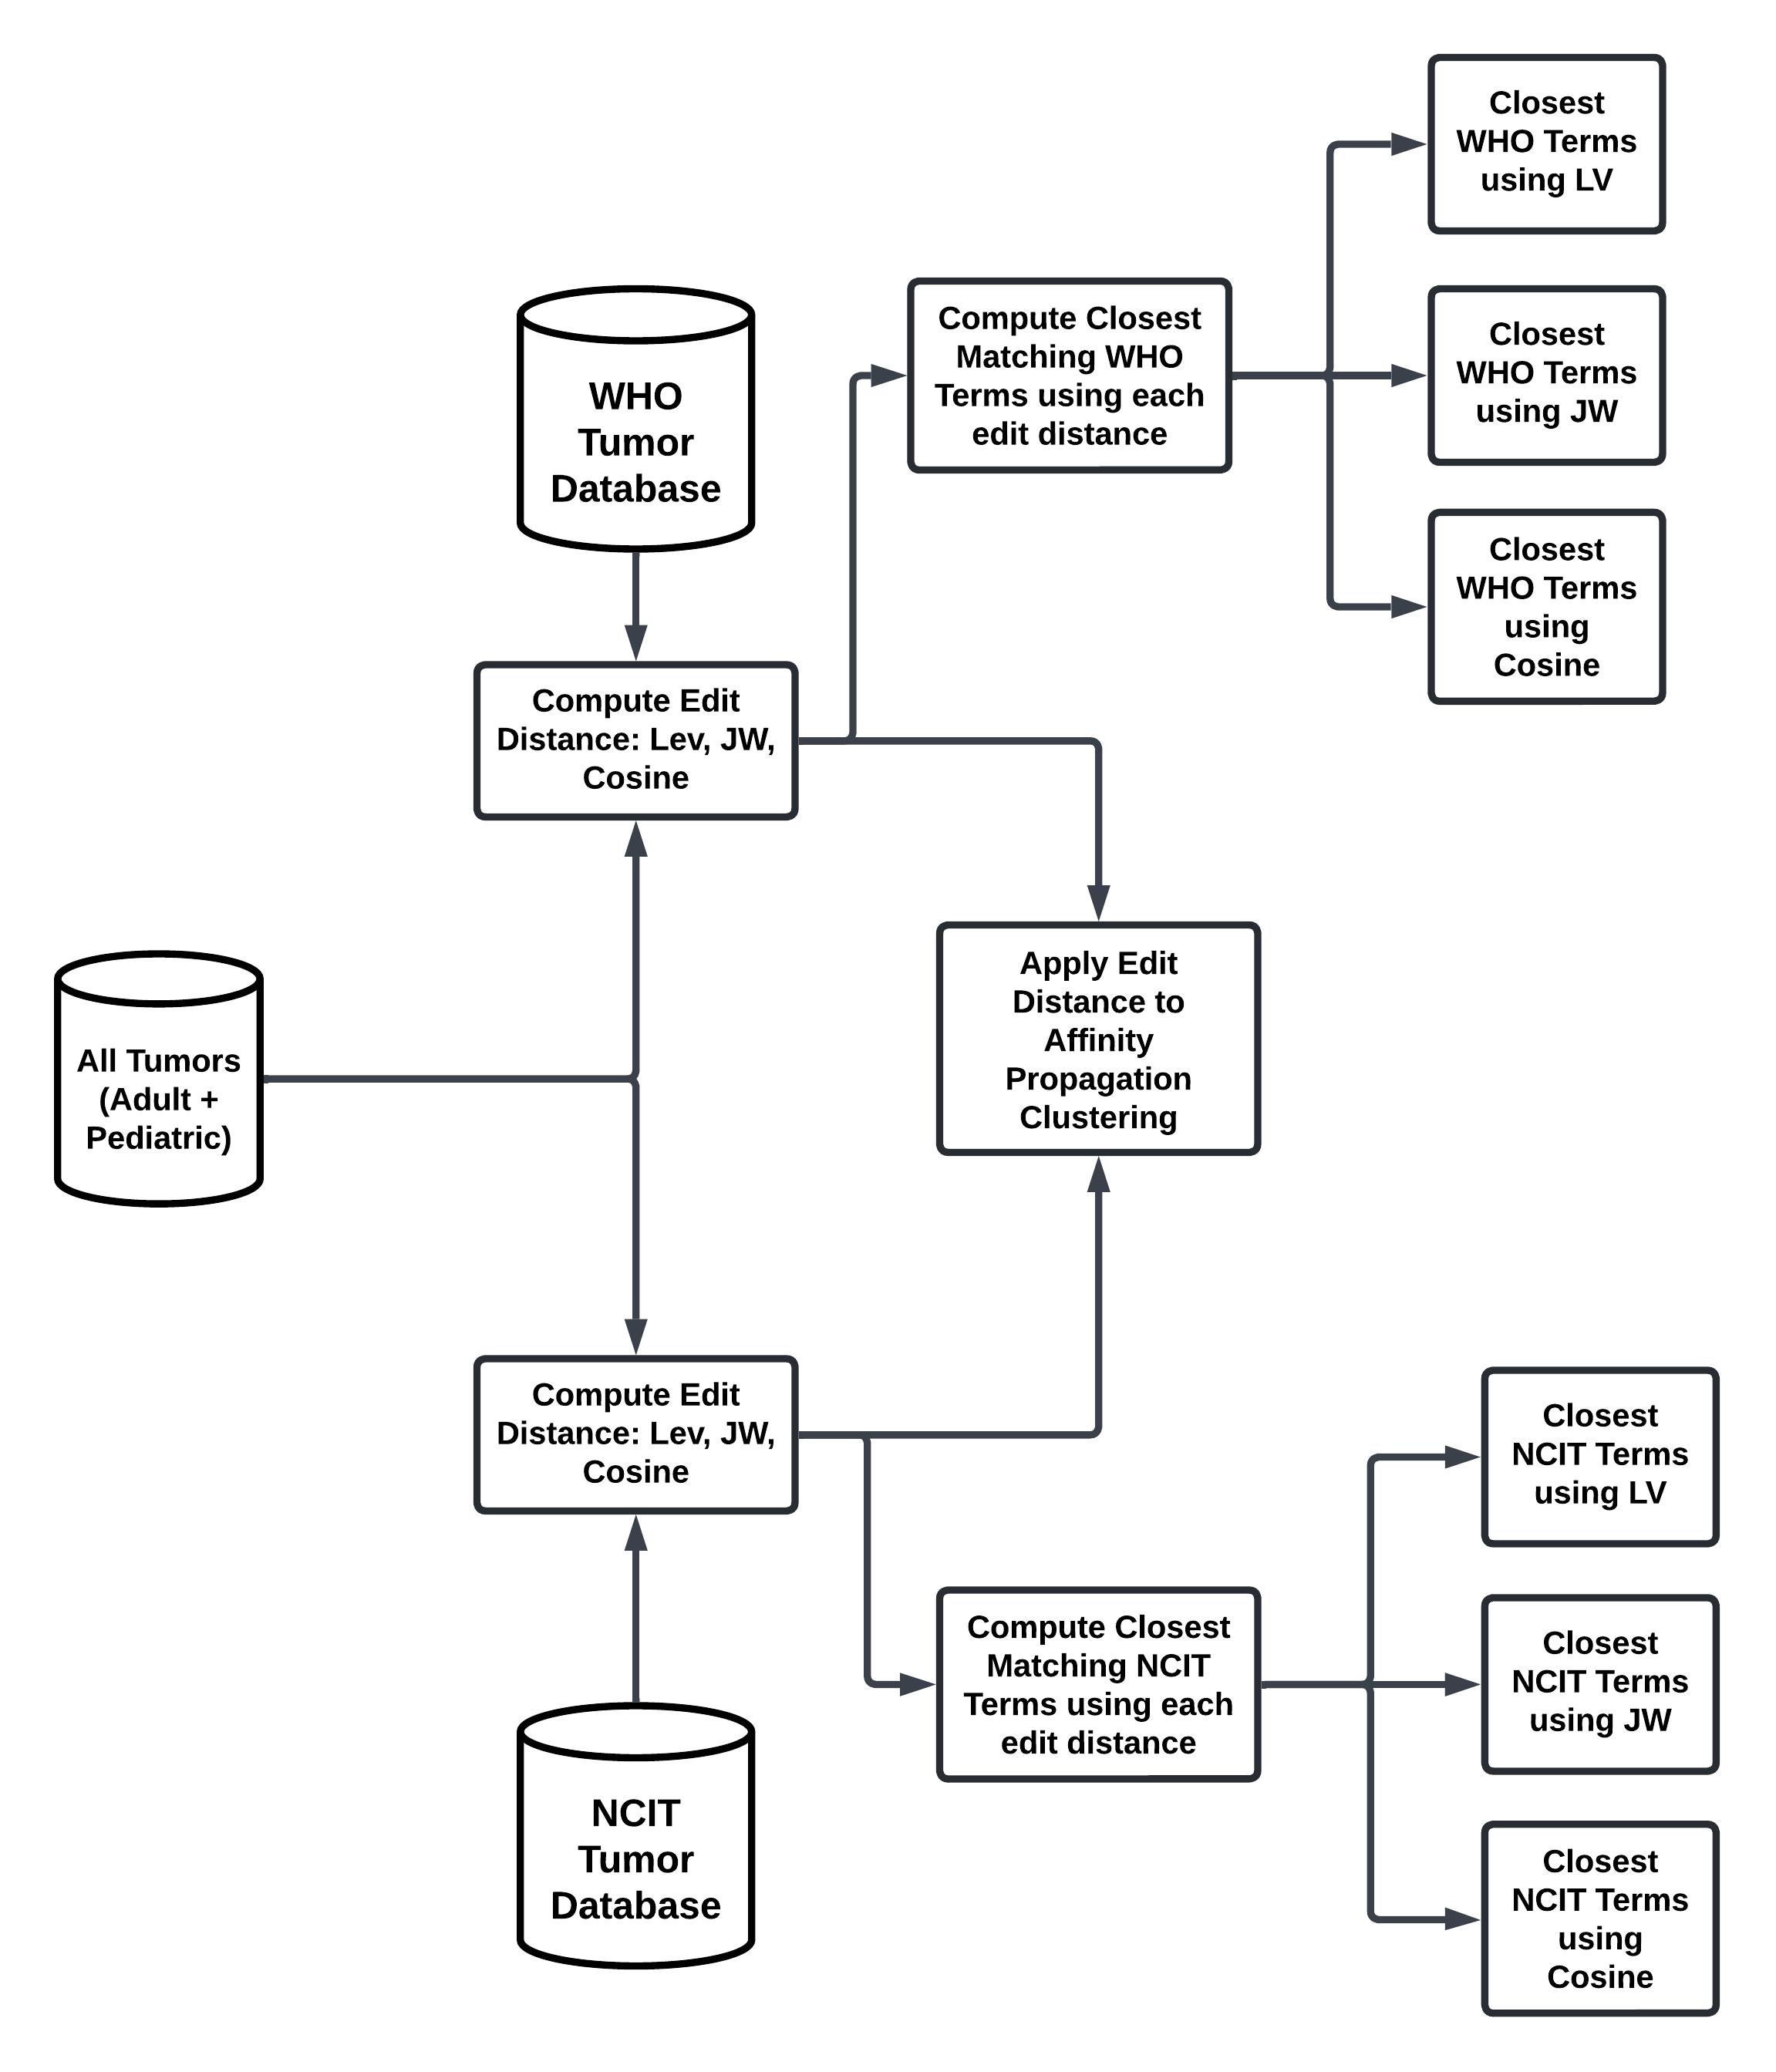 Closest
WHO Terms
using LV
Compute Closest
Matching WHO
Terms using each
edit distance
Closest
WHO Terms
using JW
WHO
Tumor
Database
Closest
WHO Terms
using
Cosine
Compute Edit
Distance: Lev, JW,
Cosine
Apply Edit
Distance to
Affinity
Propagation
Clustering
All Tumors
(Adult +
Pediatric)
Compute Edit
Distance: Lev, JW,
Cosine
Closest
NCIT Terms
using LV
Compute Closest
Matching NCIT
Terms using each
edit distance
Closest
NCIT Terms
using JW
NCIT
Tumor
Database
Closest
NCIT Terms
using
Cosine